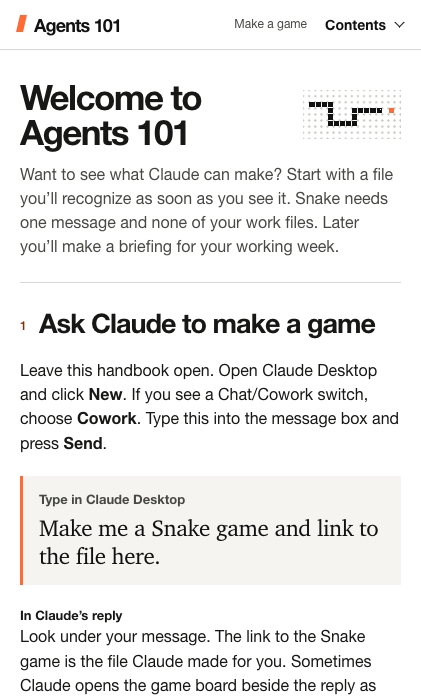 Agents 101
Make a game
Contents
Welcome to
Agents 101
Want to see what Claude can make? Start with a file
you’ll recognize as soon as you see it. Snake needs
one message and none of your work files. Later
you’ll make a briefing for your working week.
1 Ask Claude to make a game
Leave this handbook open. Open Claude Desktop
and click New. If you see a Chat/Cowork switch,
choose Cowork. Type this into the message box and
press Send.
Type in Claude Desktop
Make me a Snake game and link to
the file here.
In Claude’s reply
Look under your message. The link to the Snake
game is the file Claude made for you. Sometimes
Claude opens the game board beside the reply as